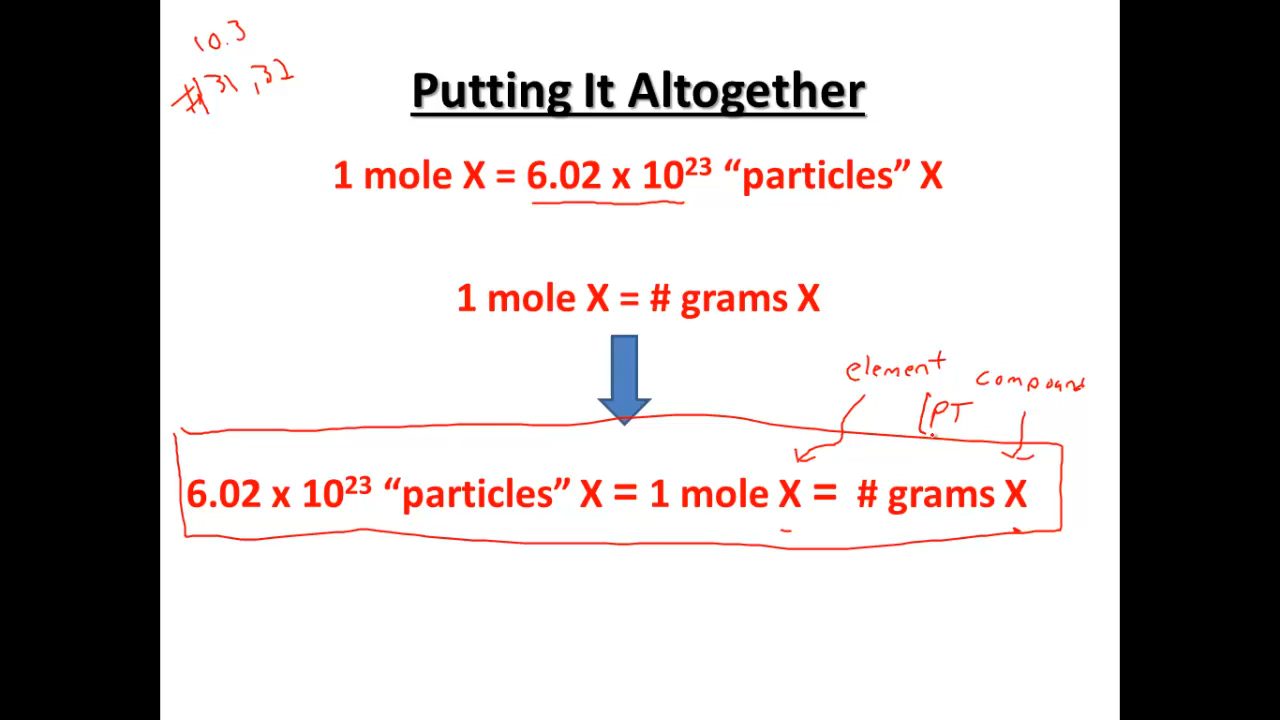 10.3
#31, 32
Putting It Altogether
1 mole X = 6.02 x 10²³ “particles” X
1 mole X = # grams X
element
compound
[PT
6.02 x 10²³ “particles” X = 1 mole X = # grams X